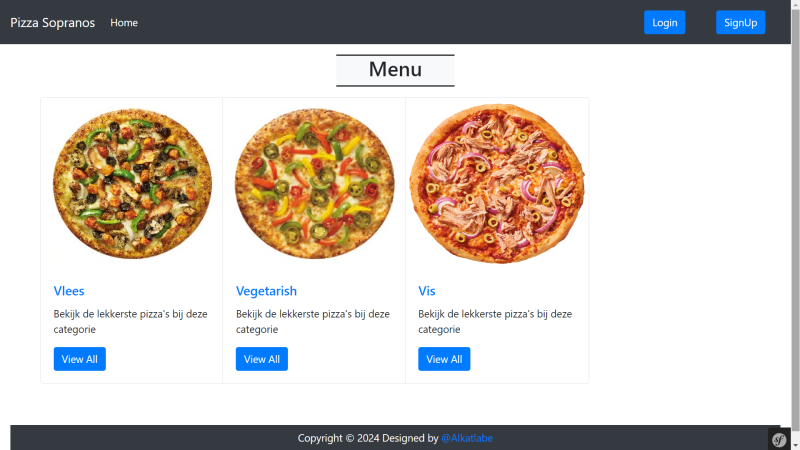 Pizza Sopranos Home Login SignUp
Menu
Vlees
Bekijk de lekkerste pizza's bij deze
categorie
View All
Vegetarish
Bekijk de lekkerste pizza's bij deze
categorie
View All
Vis
Bekijk de lekkerste pizza's bij deze
categorie
View All
Copyright © 2024 Designed by @Alkatlabe
sf